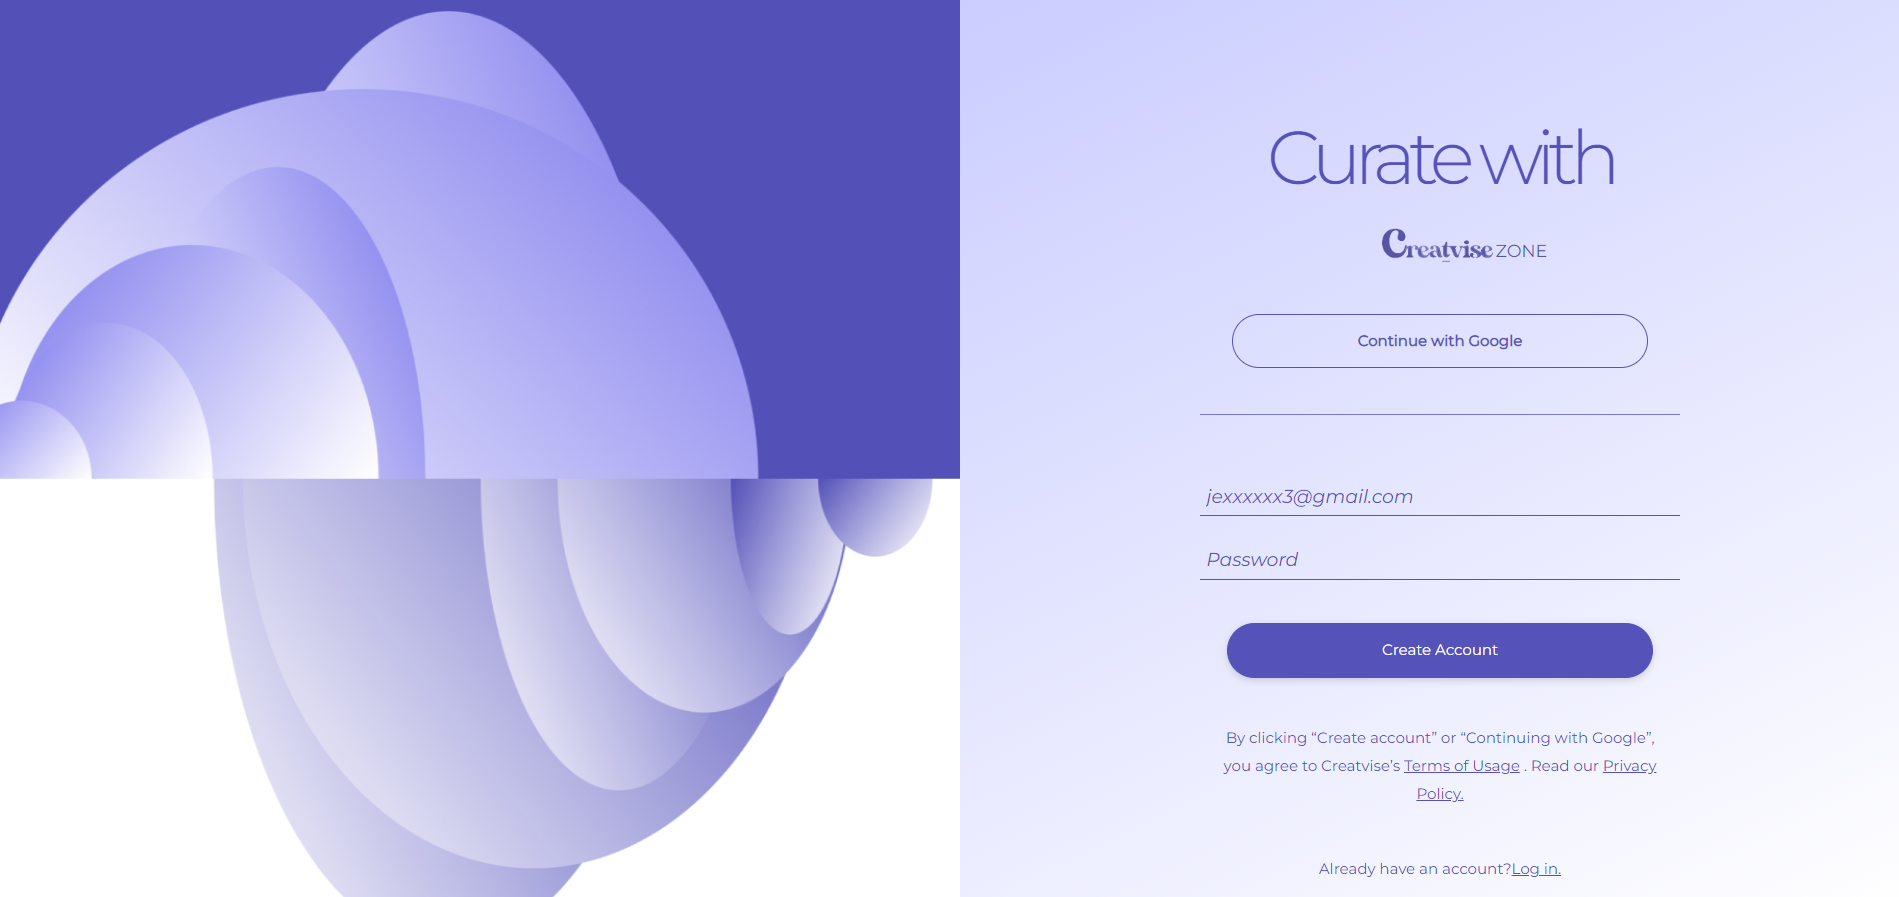 Curate with
Creatvise ZONE
Continue with Google
jexxxxxx3@gmail.com
Password
Create Account
By clicking “Create account” or “Continuing with Google”,
you agree to Creatvise’s Terms of Usage . Read our Privacy
Policy.
Already have an account?Log in.